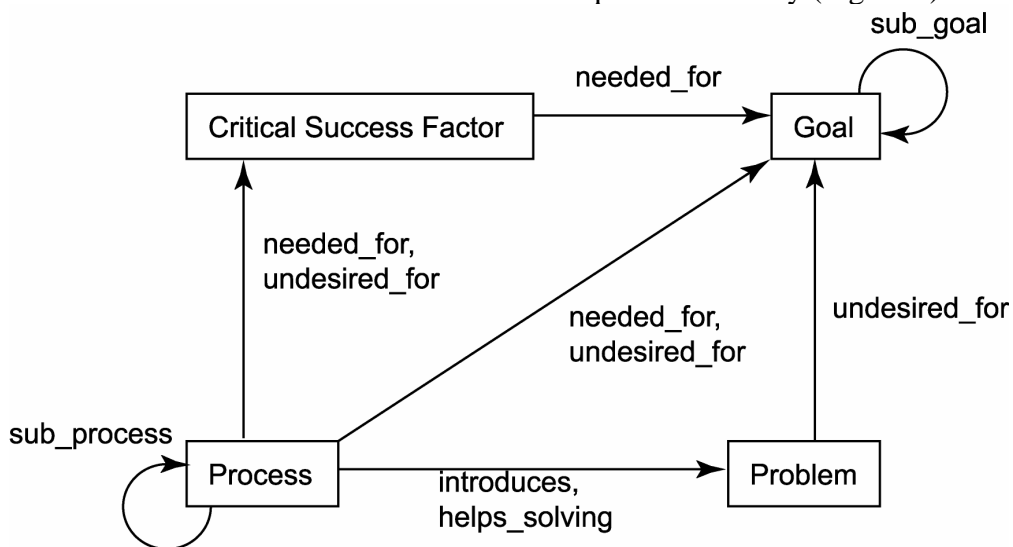 sub_goal
needed_for
Critical Success Factor
Goal
needed_for,
undesired_for
needed_for,
undesired_for
undesired_for
sub_process
Process
introduces,
helps_solving
Problem